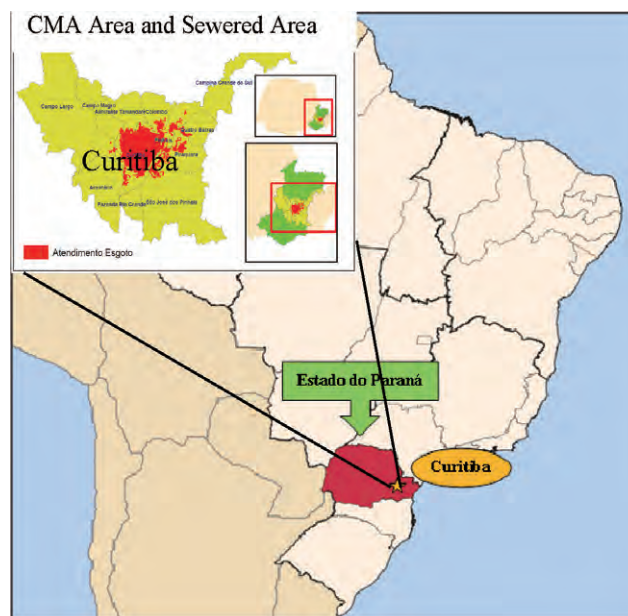 CMA Area and Sewered Area
Campina Grande do Sul
Campo Largo
Campo Magro
Almirante Tamandaré
Colombo
Quatro Barras
Curitiba
Piraquara
Araucária
Fazenda Rio Grande
São José dos Pinhais
Atendimento Esgoto
Estado do Paraná
Curitiba